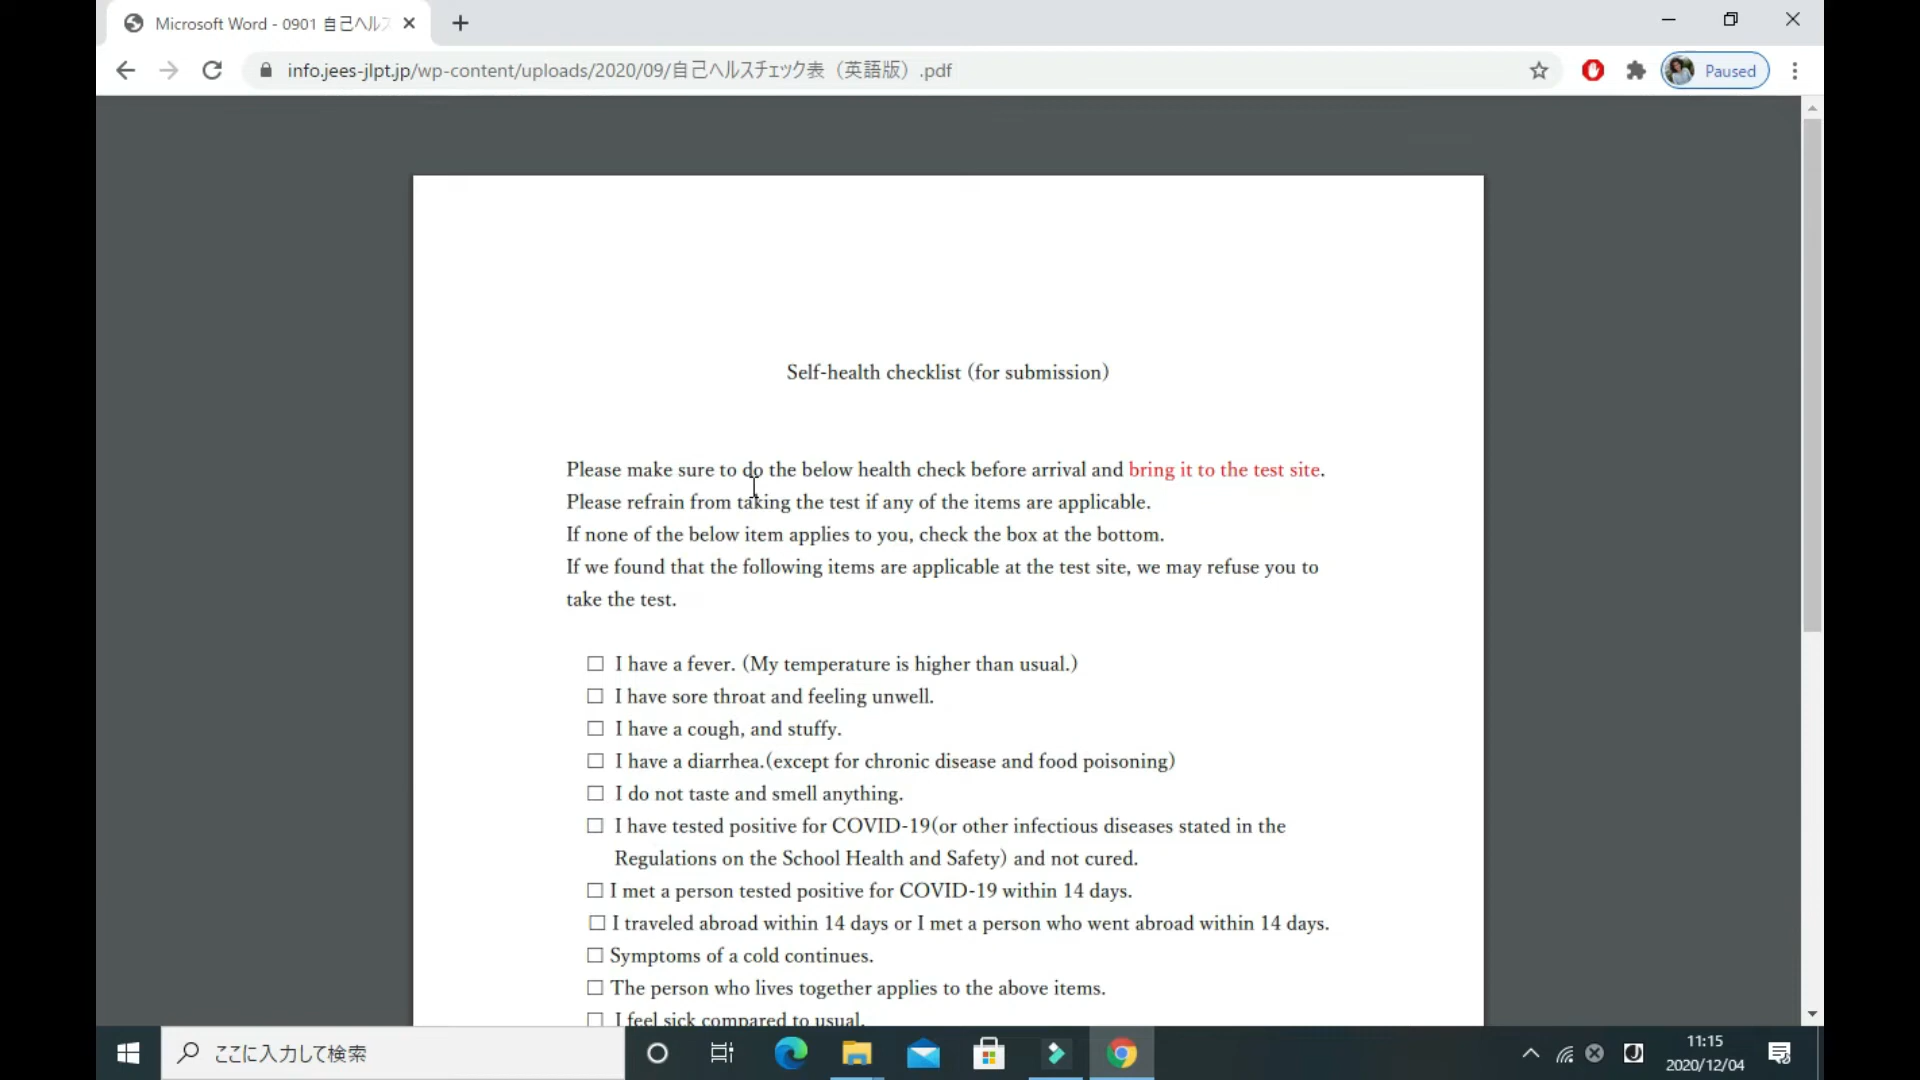 Microsoft Word - 0901 自己ヘルス
info.jees-jlpt.jp/wp-content/uploads/2020/09/自己ヘルスチェック表（英語版）.pdf
Paused
Self-health checklist (for submission)
Please make sure to do the below health check before arrival and bring it to the test site.
Please refrain from taking the test if any of the items are applicable.
If none of the below item applies to you, check the box at the bottom.
If we found that the following items are applicable at the test site, we may refuse you to
take the test.
□ I have a fever. (My temperature is higher than usual.)
□ I have sore throat and feeling unwell.
□ I have a cough, and stuffy.
□ I have a diarrhea.(except for chronic disease and food poisoning)
□ I do not taste and smell anything.
□ I have tested positive for COVID-19(or other infectious diseases stated in the
Regulations on the School Health and Safety) and not cured.
□ I met a person tested positive for COVID-19 within 14 days.
□ I traveled abroad within 14 days or I met a person who went abroad within 14 days.
□ Symptoms of a cold continues.
□ The person who lives together applies to the above items.
□ I feel sick compared to usual.
ここに入力して検索
11:15
2020/12/04